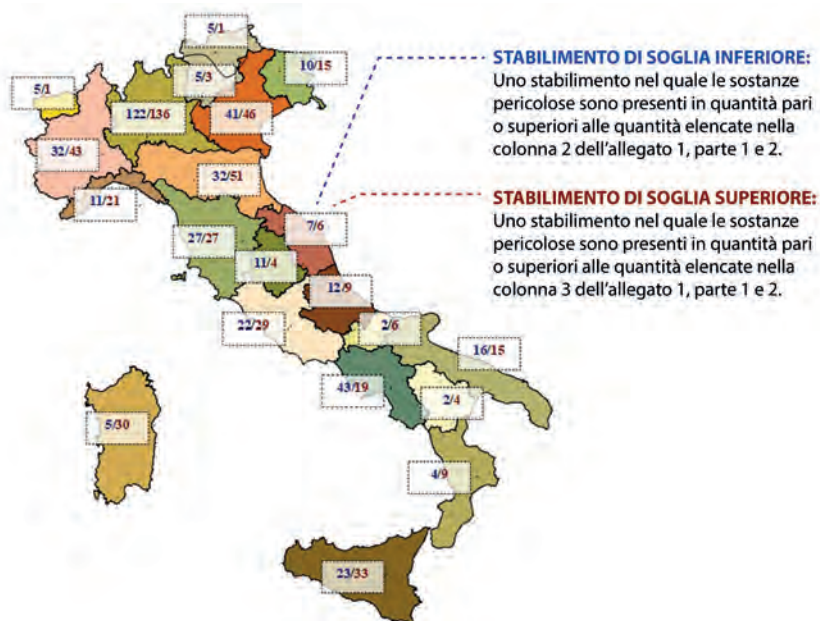 5/1
10/15
5/3
5/1
122/136
41/46
32/43
32/51
11/21
7/6
27/27
11/4
12/9
22/29
2/6
16/15
43/19
2/4
5/30
4/9
23/33
STABILIMENTO DI SOGLIA INFERIORE:
Uno stabilimento nel quale le sostanze
pericolose sono presenti in quantità pari
o superiori alle quantità elencate nella
colonna 2 dell’allegato 1, parte 1 e 2.
STABILIMENTO DI SOGLIA SUPERIORE:
Uno stabilimento nel quale le sostanze
pericolose sono presenti in quantità pari
o superiori alle quantità elencate nella
colonna 3 dell’allegato 1, parte 1 e 2.